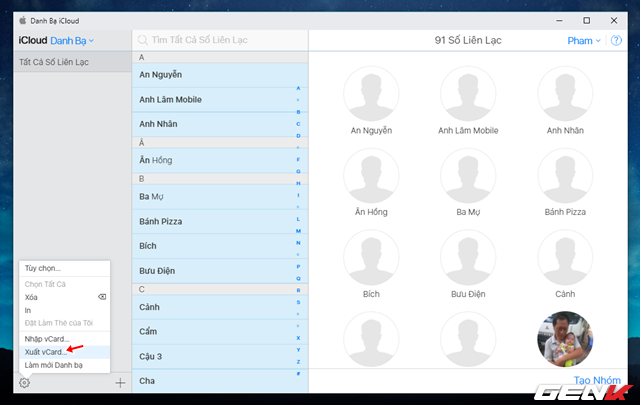 Danh Bạ iCloud
iCloud Danh Bạ
Tìm Tất Cả Số Liên Lạc
91 Số Liên Lạc
Pham
?
Tất Cả Số Liên Lạc
A
An Nguyễn
Anh Lâm Mobile
Anh Nhân
Â
Ân Hồng
B
Ba Mụ
Bánh Pizza
Bích
Bưu Điện
C
Cảnh
Cẩm
Cậu 3
Cha
A
B
C
D
F
G
H
I
L
M
N
Q
R
S
X
Y
Z
#
An Nguyễn
Anh Lâm Mobile
Anh Nhân
Ân Hồng
Ba Mụ
Bánh Pizza
Bích
Bưu Điện
Cảnh
Tùy chọn...
Chọn Tất Cả
Xóa
In
Đặt Làm Thẻ của Tôi
Nhập vCard...
Xuất vCard...
Làm mới Danh bạ
Tạo Nhóm
GENK